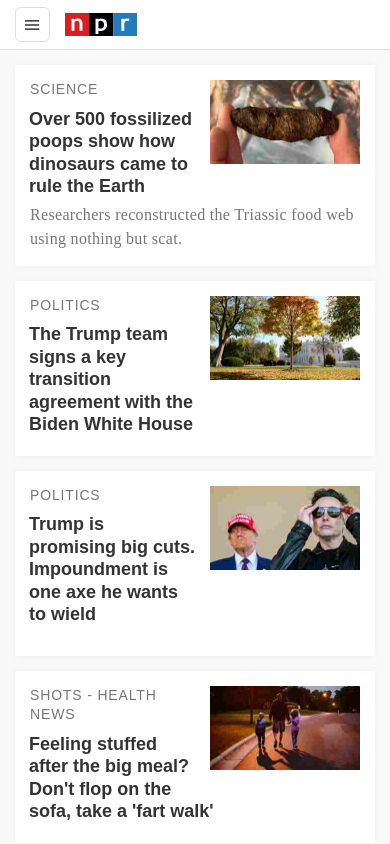 npr
SCIENCE
Over 500 fossilized
poops show how
dinosaurs came to
rule the Earth
Researchers reconstructed the Triassic food web
using nothing but scat.
POLITICS
The Trump team
signs a key
transition
agreement with the
Biden White House
POLITICS
Trump is
promising big cuts.
Impoundment is
one axe he wants
to wield
SHOTS - HEALTH
NEWS
Feeling stuffed
after the big meal?
Don't flop on the
sofa, take a 'fart walk'